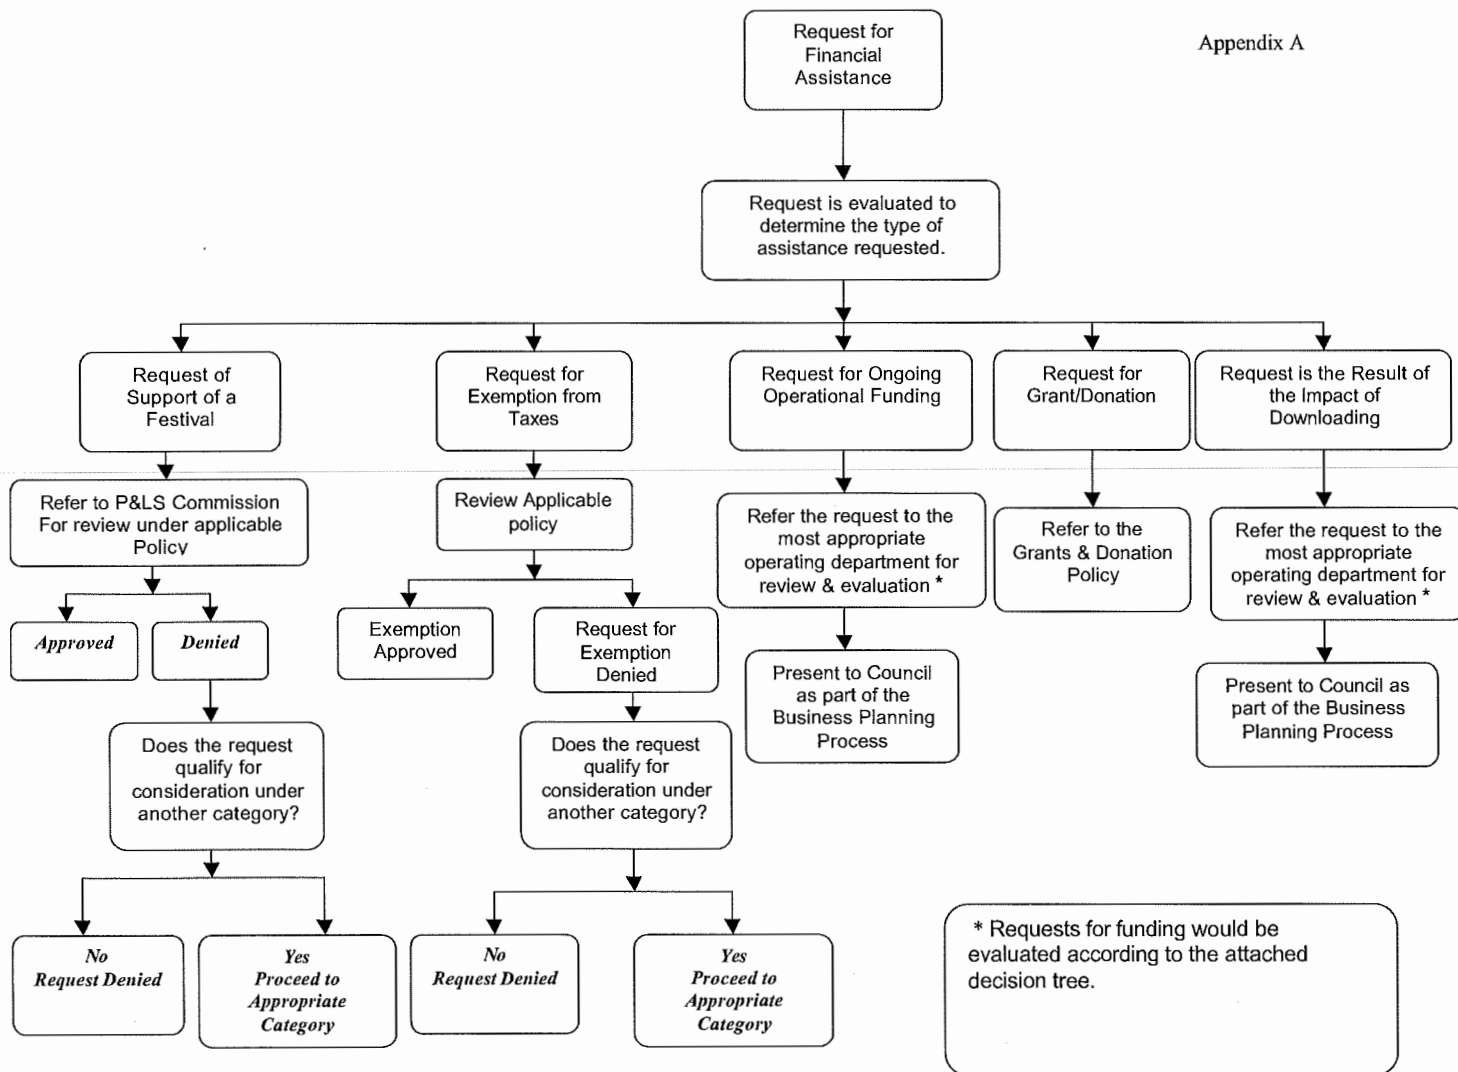 Appendix A
Request for
Financial
Assistance
Request is evaluated to
determine the type of
assistance requested.
Request of
Support of a
Festival
Request for
Exemption from
Taxes
Request for Ongoing
Operational Funding
Request for
Grant/Donation
Request is the Result of
the Impact of
Downloading
Refer to P&LS Commission
For review under applicable
Policy
Review Applicable
policy
Refer the request to the
most appropriate
operating department for
review & evaluation *
Refer to the
Grants & Donation
Policy
Refer the request to the
most appropriate
operating department for
review & evaluation *
Approved
Denied
Exemption
Approved
Request for
Exemption
Denied
Present to Council
as part of the
Business Planning
Process
Present to Council as
part of the Business
Planning Process
Does the request
qualify for
consideration under
another category?
Does the request
qualify for
consideration under
another category?
No
Request Denied
Yes
Proceed to
Appropriate
Category
No
Request Denied
Yes
Proceed to
Appropriate
Category
* Requests for funding would be
evaluated according to the attached
decision tree.